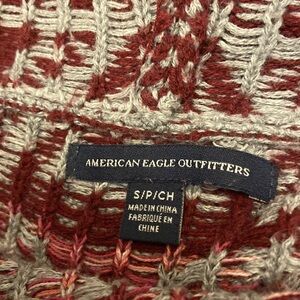 AMERICAN EAGLE OUTFITTERS
S/P/CH
MADE IN CHINA
FABRIQUÉ EN
CHINE